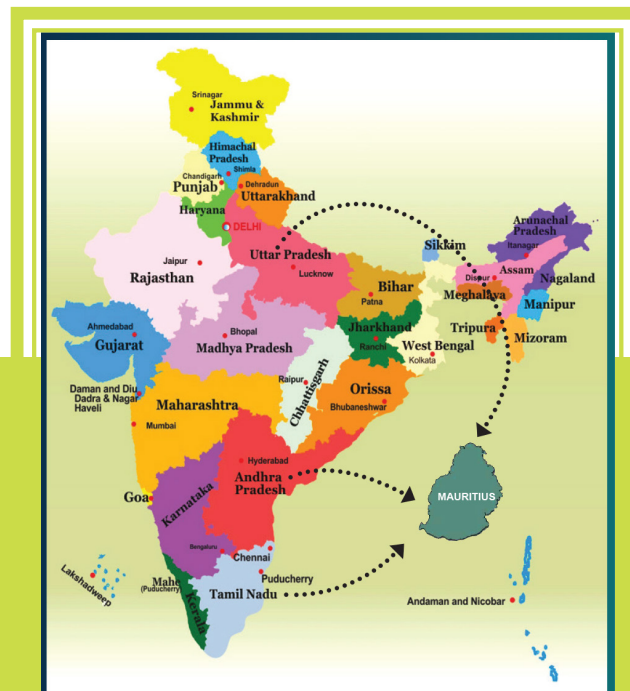 Srinagar
Jammu &
Kashmir
Himachal
Pradesh
Shimla
Chandigarh
Punjab
Dehradun
Uttarakhand
Haryana
DELHI
Uttar Pradesh
Lucknow
Jaipur
Rajasthan
Sikkim
Arunachal
Pradesh
Itanagar
Dispur
Assam
Nagaland
Meghalaya
Manipur
Tripura
Mizoram
Bihar
Patna
Jharkhand
Ranchi
West Bengal
Kolkata
Ahmedabad
Gujarat
Bhopal
Madhya Pradesh
Raipur
Chhattisgarh
Orissa
Bhubaneshwar
Daman and Diu
Dadra & Nagar
Haveli
Maharashtra
Mumbai
Hyderabad
Andhra
Pradesh
MAURITIUS
Goa
Karnataka
Bengaluru
Chennai
Puducherry
Mahe
(Puducherry)
Tamil Nadu
Kerala
Lakshadweep
Andaman and Nicobar